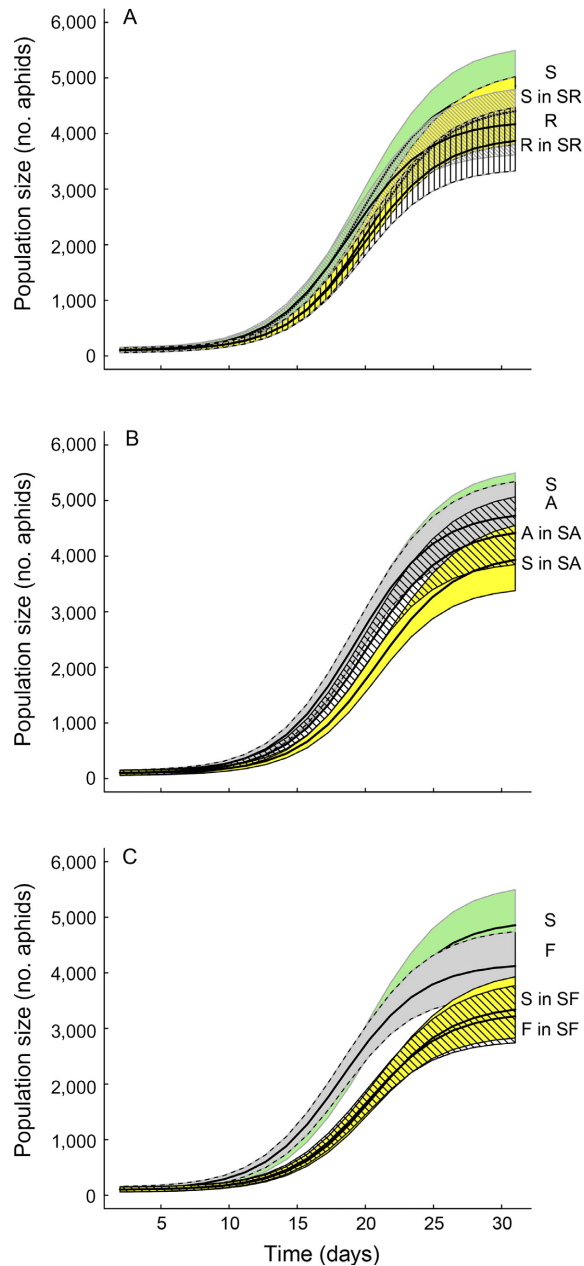 A
Population size (no. aphids)
6,000
5,000
4,000
3,000
2,000
1,000
0
S
S in SR
R
R in SR
B
Population size (no. aphids)
6,000
5,000
4,000
3,000
2,000
1,000
0
S
A
A in SA
S in SA
C
Population size (no. aphids)
6,000
5,000
4,000
3,000
2,000
1,000
0
S
F
S in SF
F in SF
5 10 15 20 25 30
Time (days)